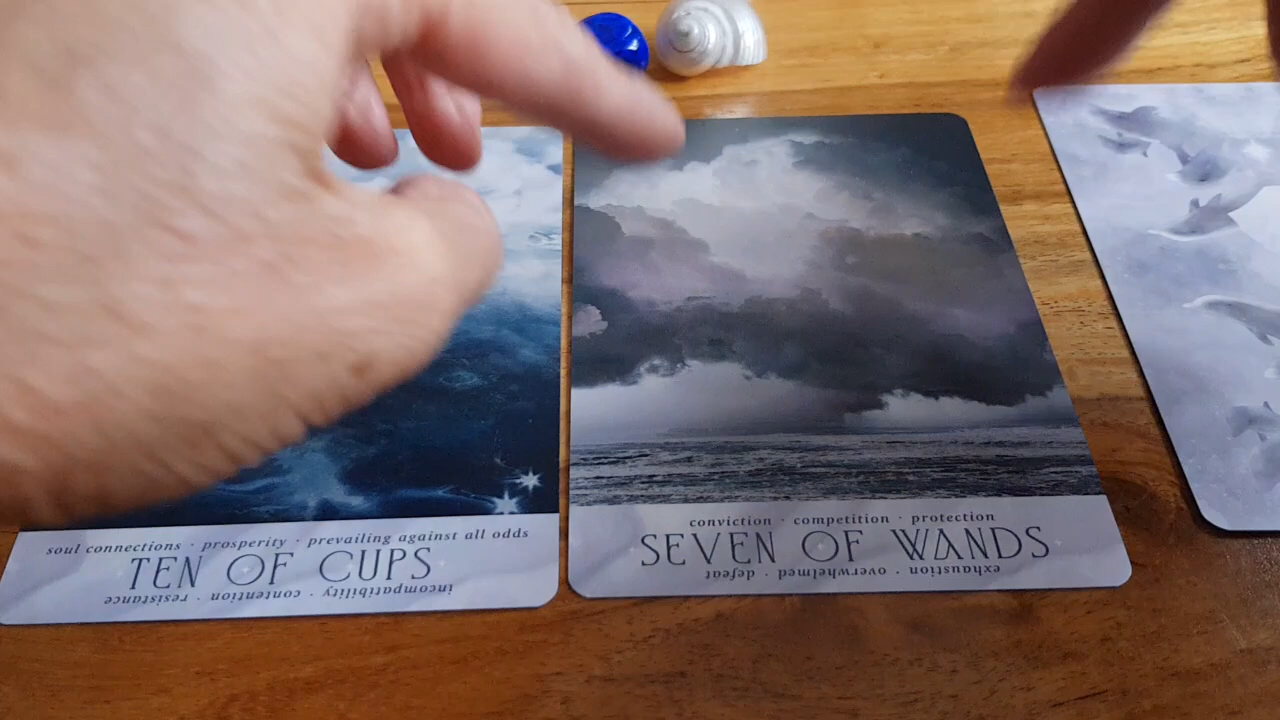 soul connections · prosperity · prevailing against all odds
TEN OF CUPS
incompatibility · contention · resistance
conviction · competition · protection
SEVEN OF WANDS
exhaustion · overwhelmed · defeat